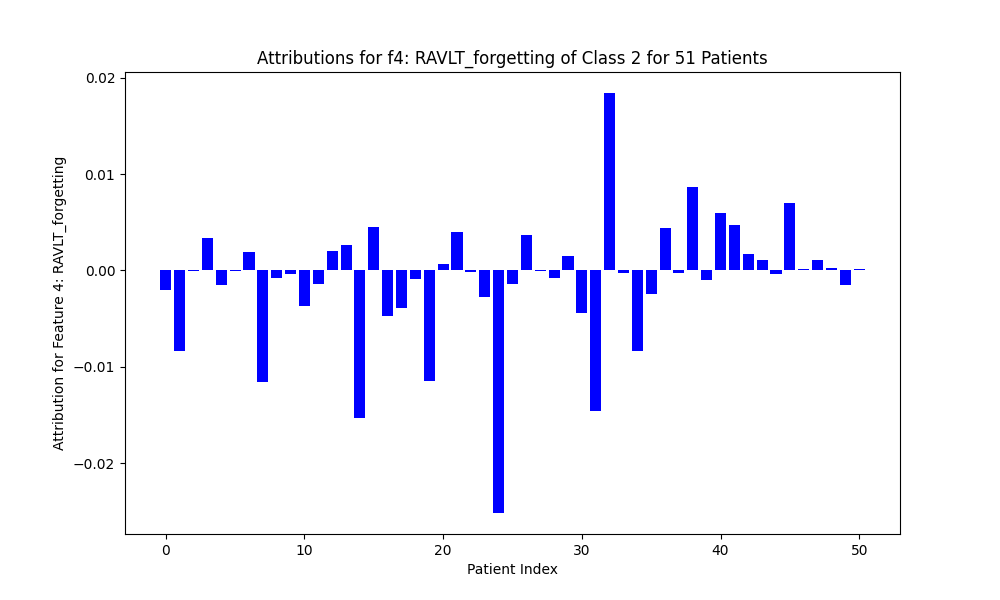 Attributions for f4: RAVLT_forgetting of Class 2 for 51 Patients
Attribution for Feature 4: RAVLT_forgetting
0.02
0.01
0.00
−0.01
−0.02
0 10 20 30 40 50
Patient Index